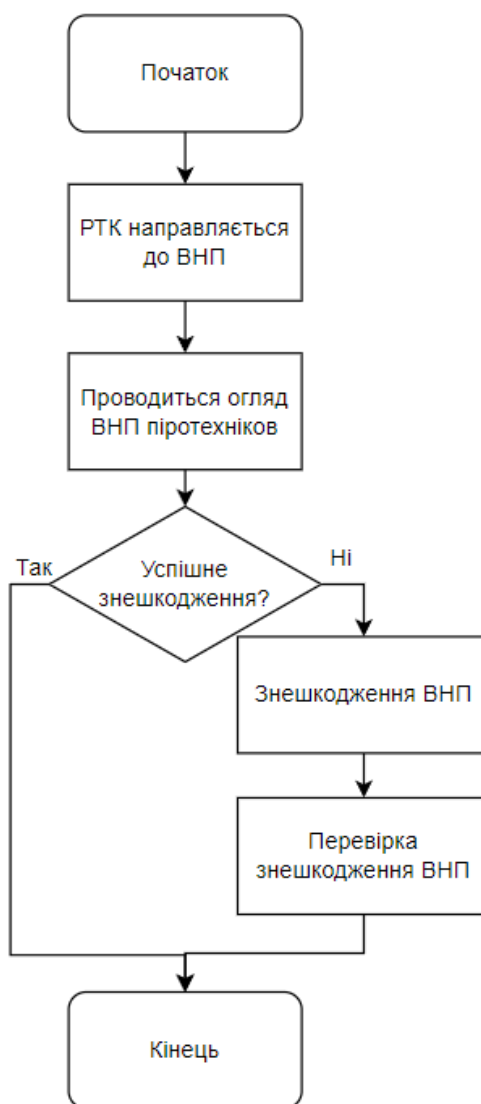 Початок
РТК направляється
до ВНП
Проводиться огляд
ВНП піротехніків
Так
Успішне
знешкодження?
Ні
Знешкодження ВНП
Перевірка
знешкодження ВНП
Кінець